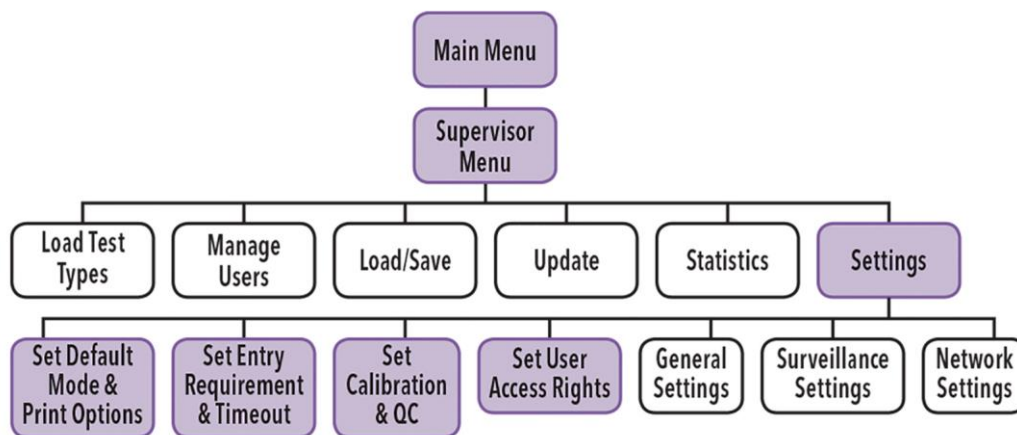 Main Menu
Supervisor
Menu
Load Test
Types
Manage
Users
Load/Save
Update
Statistics
Settings
Set Default
Mode &
Print Options
Set Entry
Requirement
& Timeout
Set
Calibration
& QC
Set User
Access Rights
General
Settings
Surveillance
Settings
Network
Settings